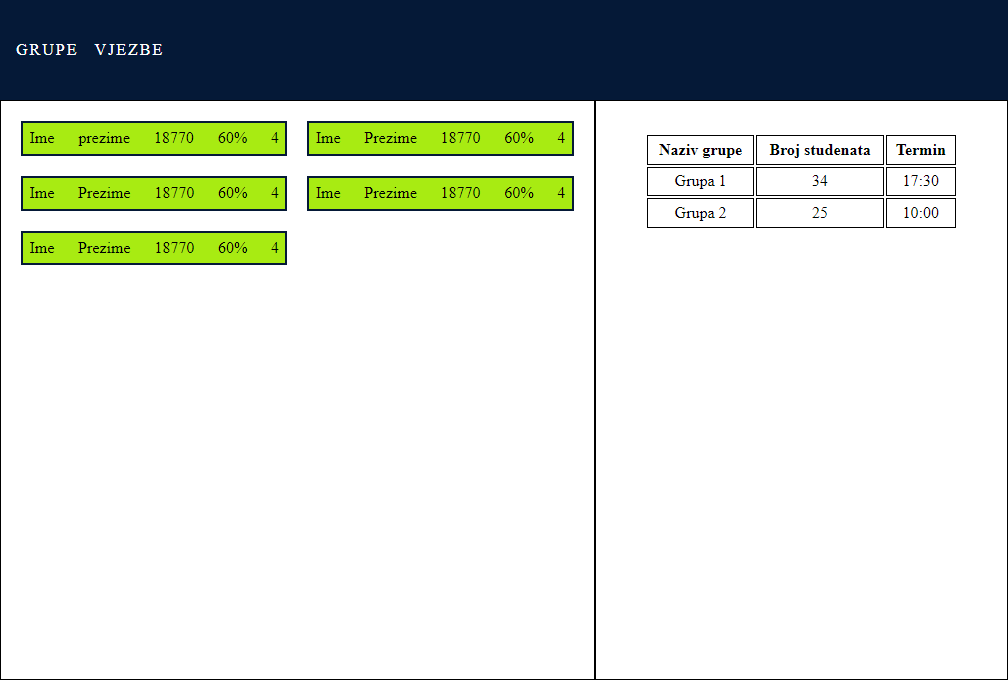 GRUPE VJEZBE
Ime prezime 18770 60% 4
Ime Prezime 18770 60% 4
Ime Prezime 18770 60% 4
Ime Prezime 18770 60% 4
Ime Prezime 18770 60% 4
Naziv grupe Broj studenata Termin
Grupa 1 34 17:30
Grupa 2 25 10:00